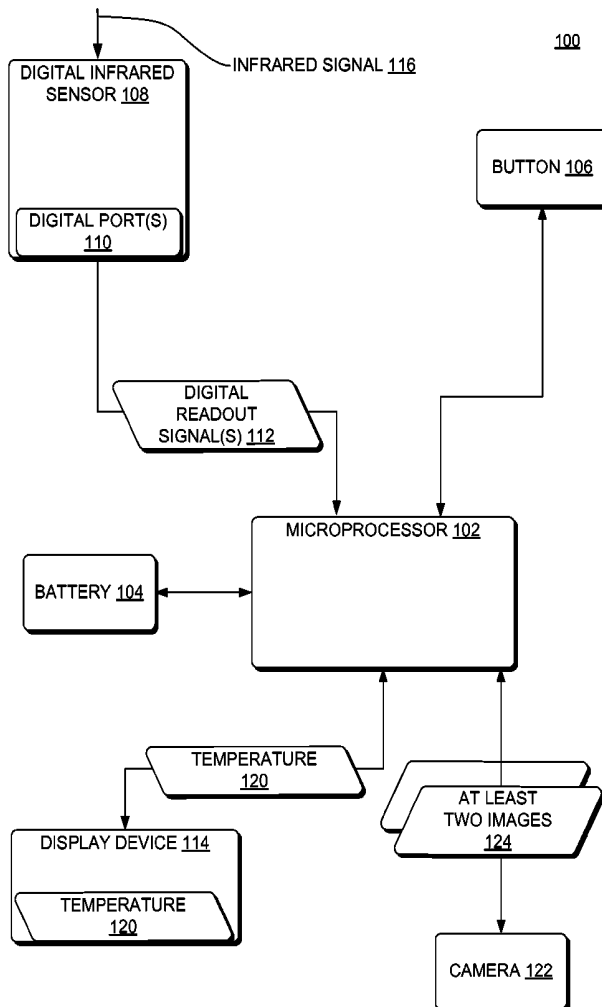 INFRARED SIGNAL 116
100
DIGITAL INFRARED
SENSOR 108
DIGITAL PORT(S)
110
BUTTON 106
DIGITAL
READOUT
SIGNAL(S) 112
MICROPROCESSOR 102
BATTERY 104
TEMPERATURE
120
AT LEAST
TWO IMAGES
124
DISPLAY DEVICE 114
TEMPERATURE
120
CAMERA 122